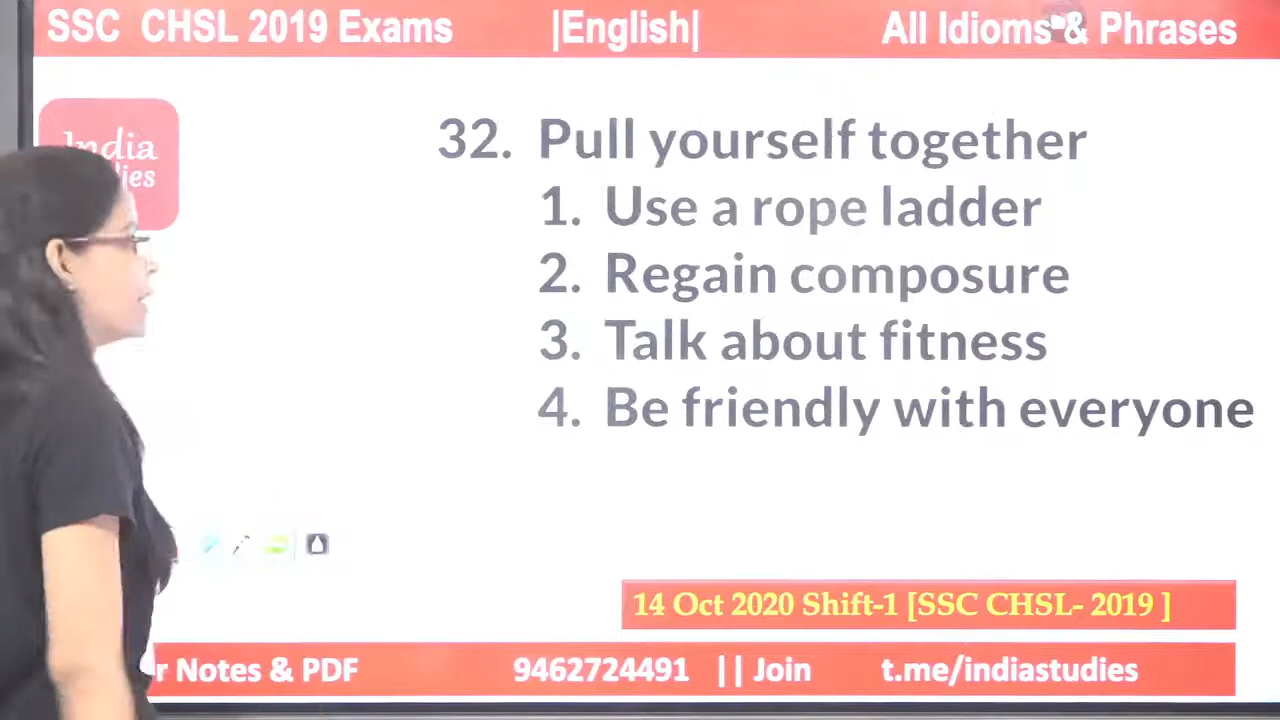 SSC CHSL 2019 Exams |English| All Idioms & Phrases
India
32. Pull yourself together
1. Use a rope ladder
2. Regain composure
3. Talk about fitness
4. Be friendly with everyone
14 Oct 2020 Shift-1 [SSC CHSL- 2019 ]
Notes & PDF 9462724491 || Join t.me/indiastudies